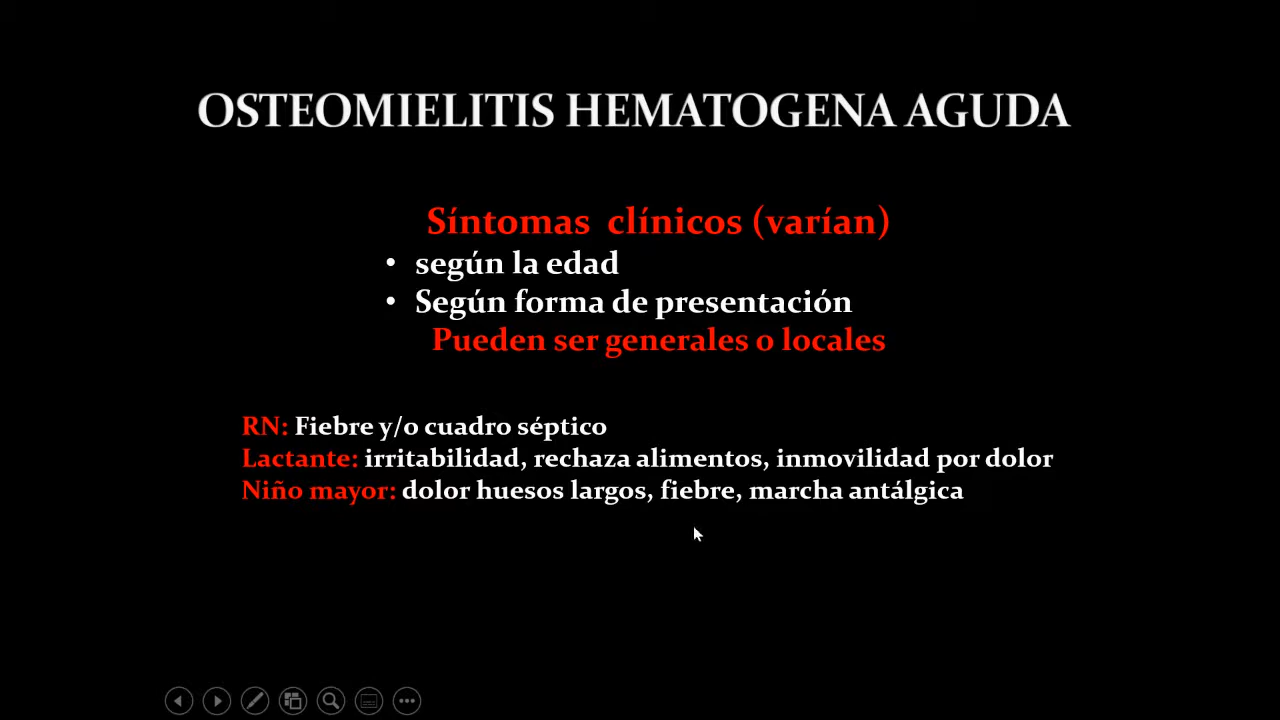 OSTEOMIELITIS HEMATOGENA AGUDA
Síntomas clínicos (varían)
• según la edad
• Según forma de presentación
Pueden ser generales o locales
RN: Fiebre y/o cuadro séptico
Lactante: irritabilidad, rechaza alimentos, inmovilidad por dolor
Niño mayor: dolor huesos largos, fiebre, marcha antálgica